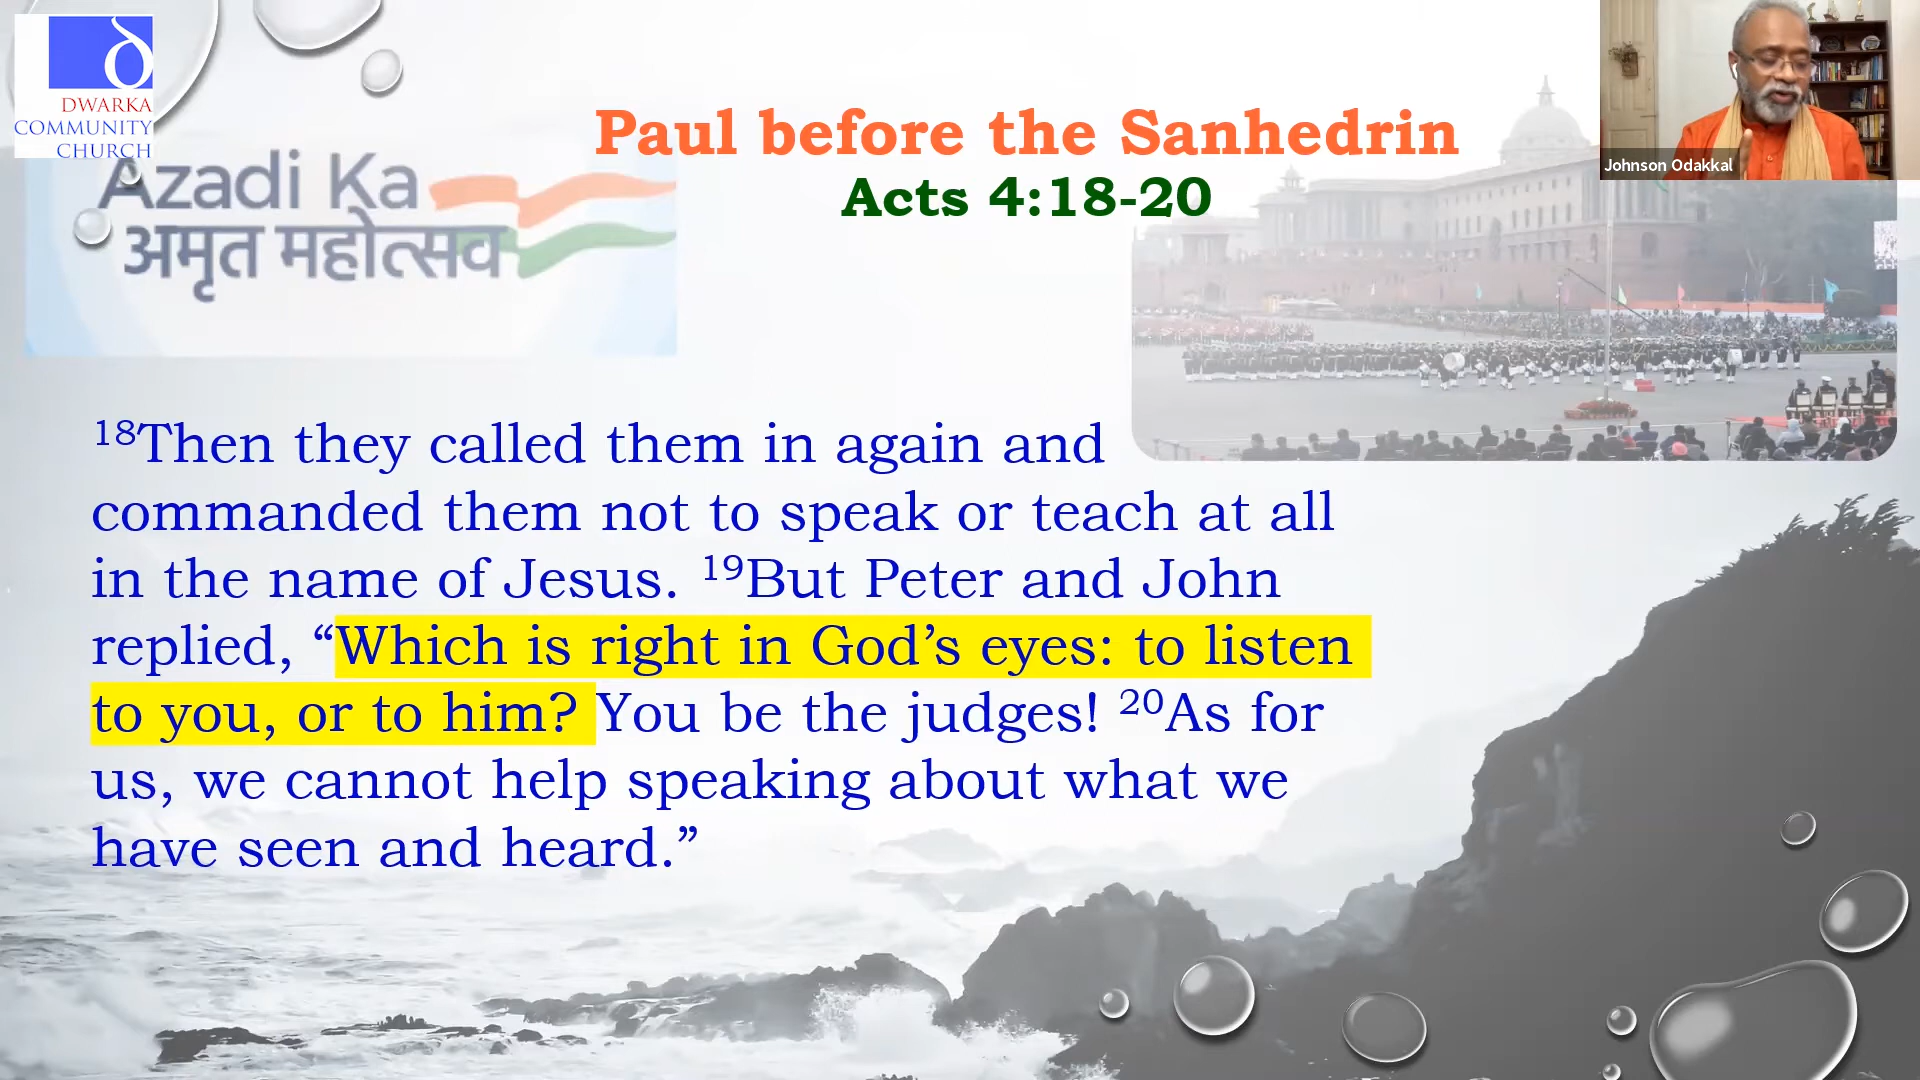 DWARKA
COMMUNITY
CHURCH
Azadi Ka
अमृत महोत्सव
Paul before the Sanhedrin
Acts 4:18-20
Johnson Odakkal
18Then they called them in again and
commanded them not to speak or teach at all
in the name of Jesus. 19But Peter and John
replied, “Which is right in God’s eyes: to listen
to you, or to him? You be the judges! 20As for
us, we cannot help speaking about what we
have seen and heard.”